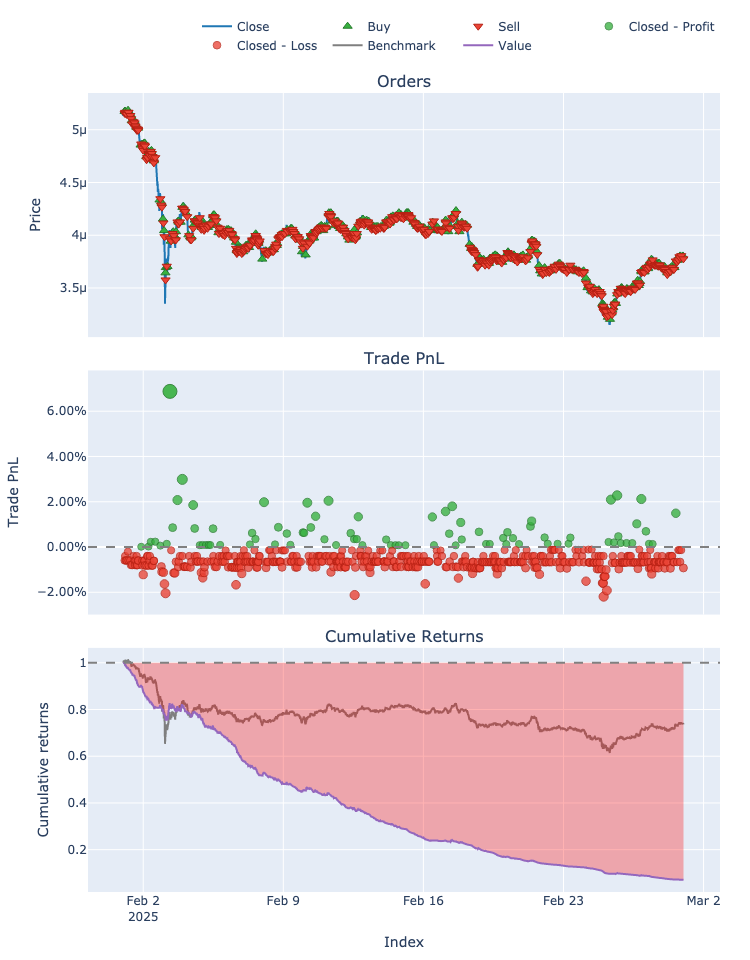 Close Buy Sell Closed - Profit
Closed - Loss Benchmark Value
Orders
5μ
4.5μ
4μ
3.5μ
Price
Trade PnL
6.00%
4.00%
2.00%
0.00%
−2.00%
Trade PnL
Cumulative Returns
1
0.8
0.6
0.4
0.2
Cumulative returns
Feb 2 Feb 9 Feb 16 Feb 23 Mar 2
2025
Index